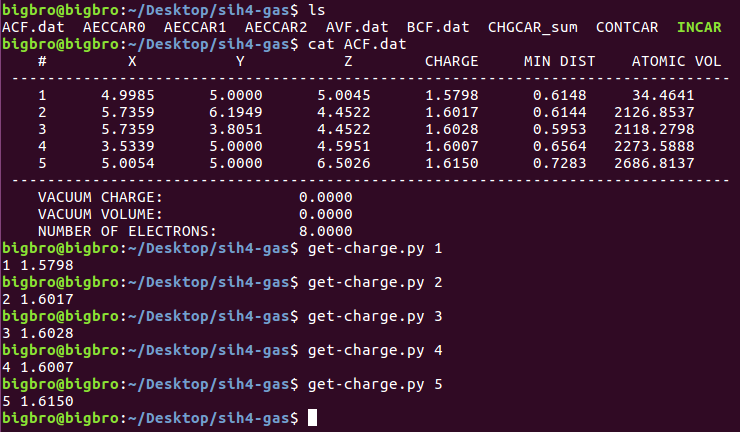 bigbro@bigbro:~/Desktop/sih4-gas$ ls
ACF.dat  AECCAR0  AECCAR1  AECCAR2  AVF.dat  BCF.dat  CHGCAR_sum  CONTCAR  INCAR
bigbro@bigbro:~/Desktop/sih4-gas$ cat ACF.dat
    #         X           Y           Z        CHARGE     MIN DIST    ATOMIC VOL
 --------------------------------------------------------------------------------
    1      4.9985      5.0000      5.0045      1.5798      0.6148     34.4641
    2      5.7359      6.1949      4.4522      1.6017      0.6144   2126.8537
    3      5.7359      3.8051      4.4522      1.6028      0.5953   2118.2798
    4      3.5339      5.0000      4.5951      1.6007      0.6564   2273.5888
    5      5.0054      5.0000      6.5026      1.6150      0.7283   2686.8137
 --------------------------------------------------------------------------------
    VACUUM CHARGE:               0.0000
    VACUUM VOLUME:               0.0000
    NUMBER OF ELECTRONS:         8.0000
bigbro@bigbro:~/Desktop/sih4-gas$ get-charge.py 1
1 1.5798
bigbro@bigbro:~/Desktop/sih4-gas$ get-charge.py 2
2 1.6017
bigbro@bigbro:~/Desktop/sih4-gas$ get-charge.py 3
3 1.6028
bigbro@bigbro:~/Desktop/sih4-gas$ get-charge.py 4
4 1.6007
bigbro@bigbro:~/Desktop/sih4-gas$ get-charge.py 5
5 1.6150
bigbro@bigbro:~/Desktop/sih4-gas$